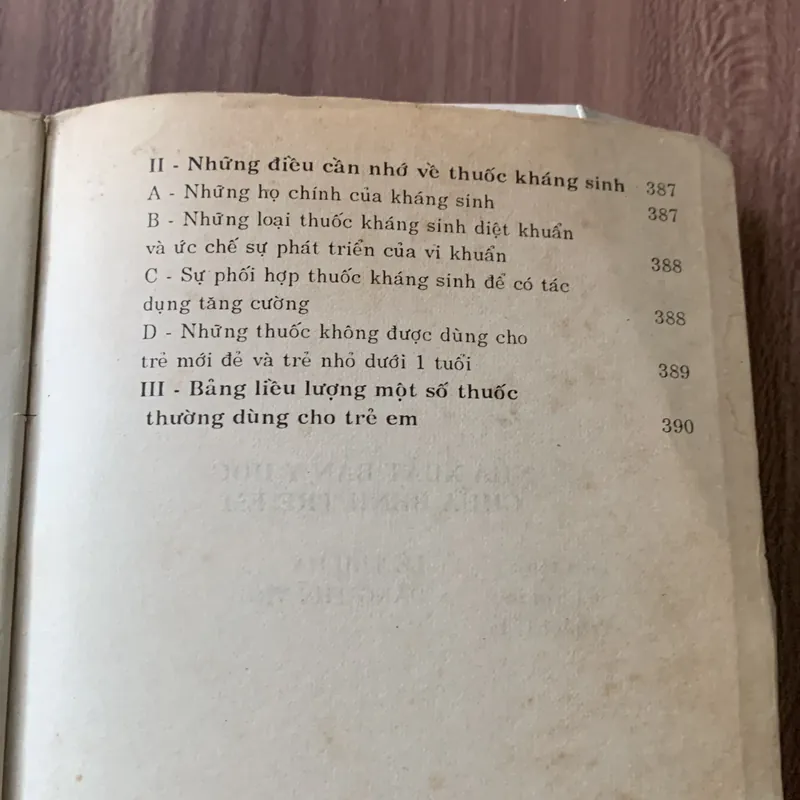 II - Những điều cần nhớ về thuốc kháng sinh 387
A - Những họ chính của kháng sinh 387
B - Những loại thuốc kháng sinh diệt khuẩn
và ức chế sự phát triển của vi khuẩn 388
C - Sự phối hợp thuốc kháng sinh để có tác
dụng tăng cường 388
D - Những thuốc không được dùng cho
trẻ mới đẻ và trẻ nhỏ dưới 1 tuổi 389
III - Bảng liều lượng một số thuốc
thường dùng cho trẻ em 390